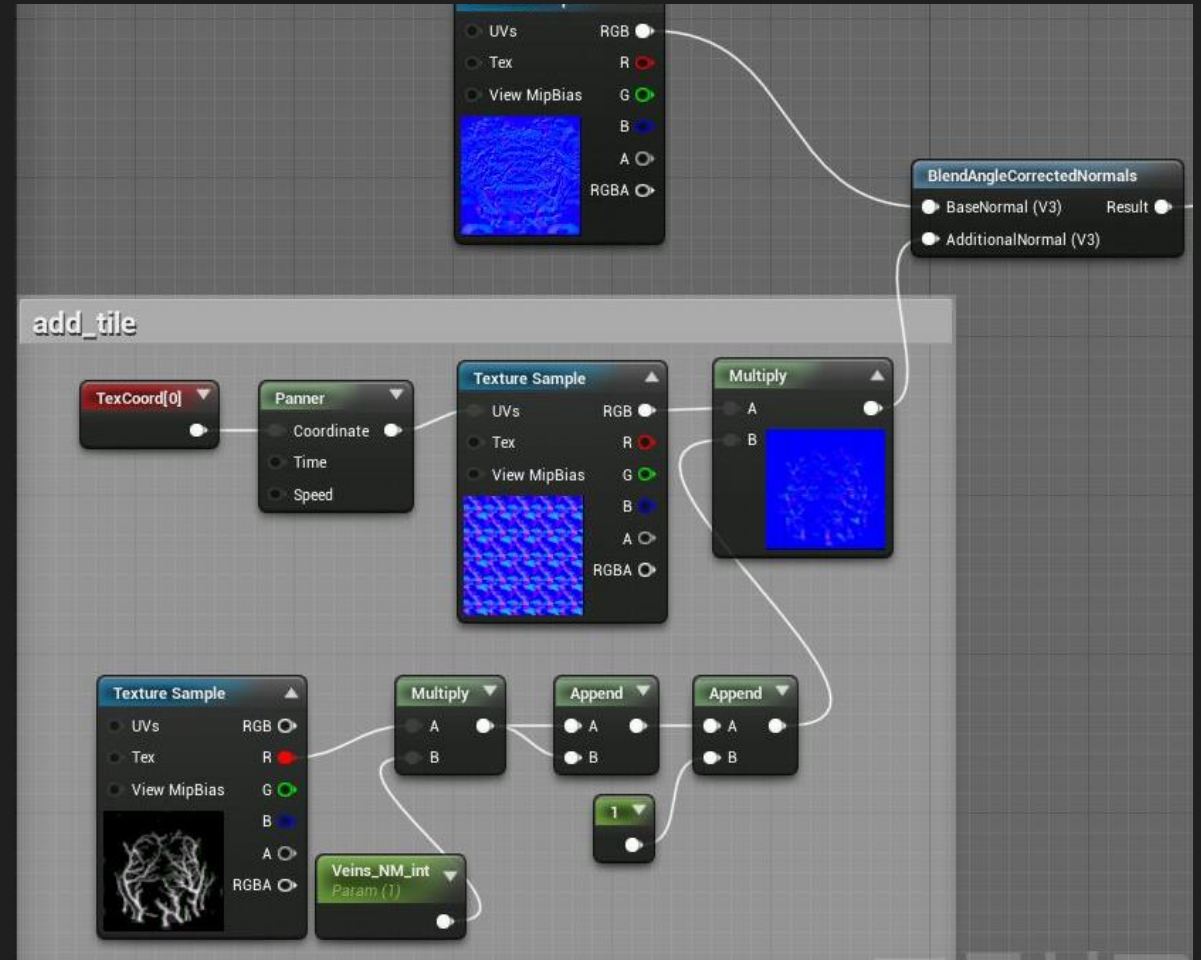 UVs RGB
Tex R
View MipBias G
B
A
RGBA
BlendAngleCorrectedNormals
BaseNormal (V3) Result
AdditionalNormal (V3)
add_tile
TexCoord[0]
Panner
Coordinate
Time
Speed
Texture Sample
UVs RGB
Tex R
View MipBias G
B
A
RGBA
Multiply
A
B
Texture Sample
UVs RGB
Tex R
View MipBias G
B
A
RGBA
Multiply
A
B
Append
A
B
Append
A
B
1
Veins_NM_int
Param (1)